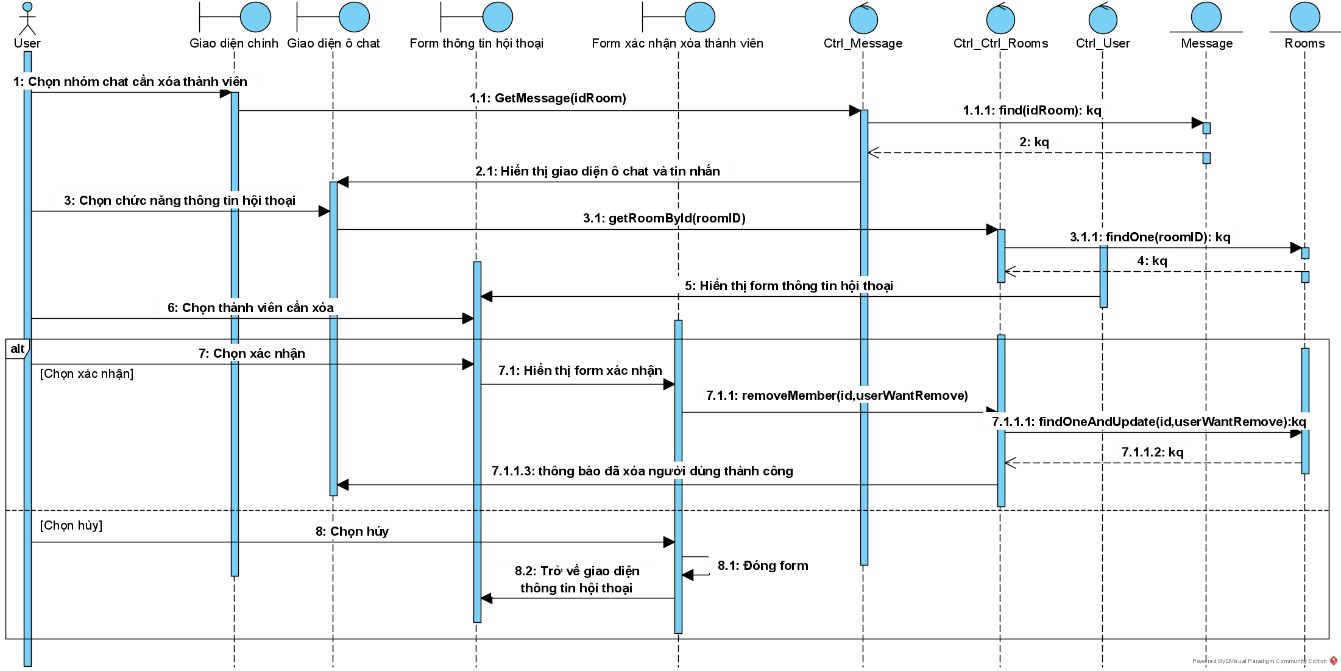 User
Giao diện chính
Giao diện ô chat
Form thông tin hội thoại
Form xác nhận xóa thành viên
Ctrl_Message
Ctrl_Ctrl_Rooms
Ctrl_User
Message
Rooms
1: Chọn nhóm chat cần xóa thành viên
1.1: GetMessage(idRoom)
1.1.1: find(idRoom): kq
2: kq
2.1: Hiển thị giao diện ô chat và tin nhắn
3: Chọn chức năng thông tin hội thoại
3.1: getRoomById(roomID)
3.1.1: findOne(roomID): kq
4: kq
5: Hiển thị form thông tin hội thoại
6: Chọn thành viên cần xóa
alt
7: Chọn xác nhận
[Chọn xác nhận]
7.1: Hiển thị form xác nhận
7.1.1: removeMember(id,userWantRemove)
7.1.1.1: findOneAndUpdate(id,userWantRemove):kq
7.1.1.2: kq
7.1.1.3: thông báo đã xóa người dùng thành công
[Chọn hủy]
8: Chọn hủy
8.1: Đóng form
8.2: Trở về giao diện
thông tin hội thoại
Powered By Visual Paradigm Community Edition